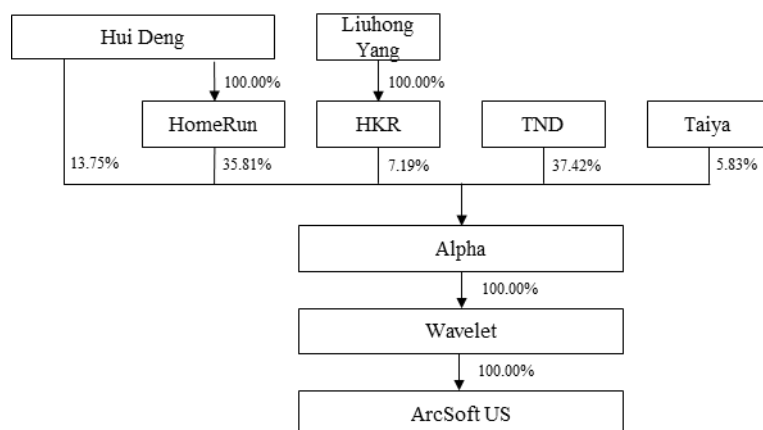 Hui Deng
Liuhong
Yang
100.00%
100.00%
HomeRun
HKR
TND
Taiya
13.75%
35.81%
7.19%
37.42%
5.83%
Alpha
100.00%
Wavelet
100.00%
ArcSoft US